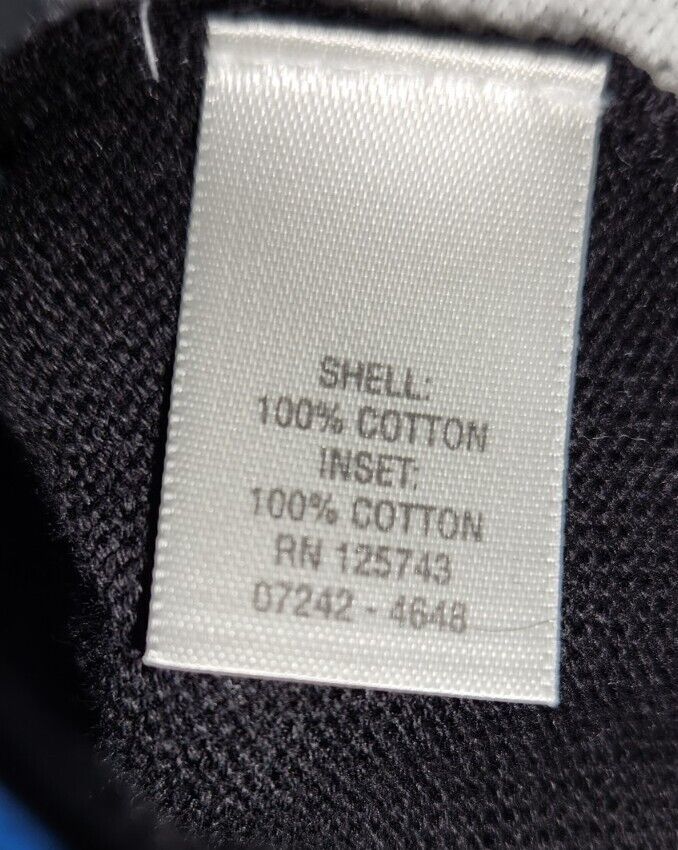 SHELL:
100% COTTON
INSET:
100% COTTON
RN 125743
07242 - 4648